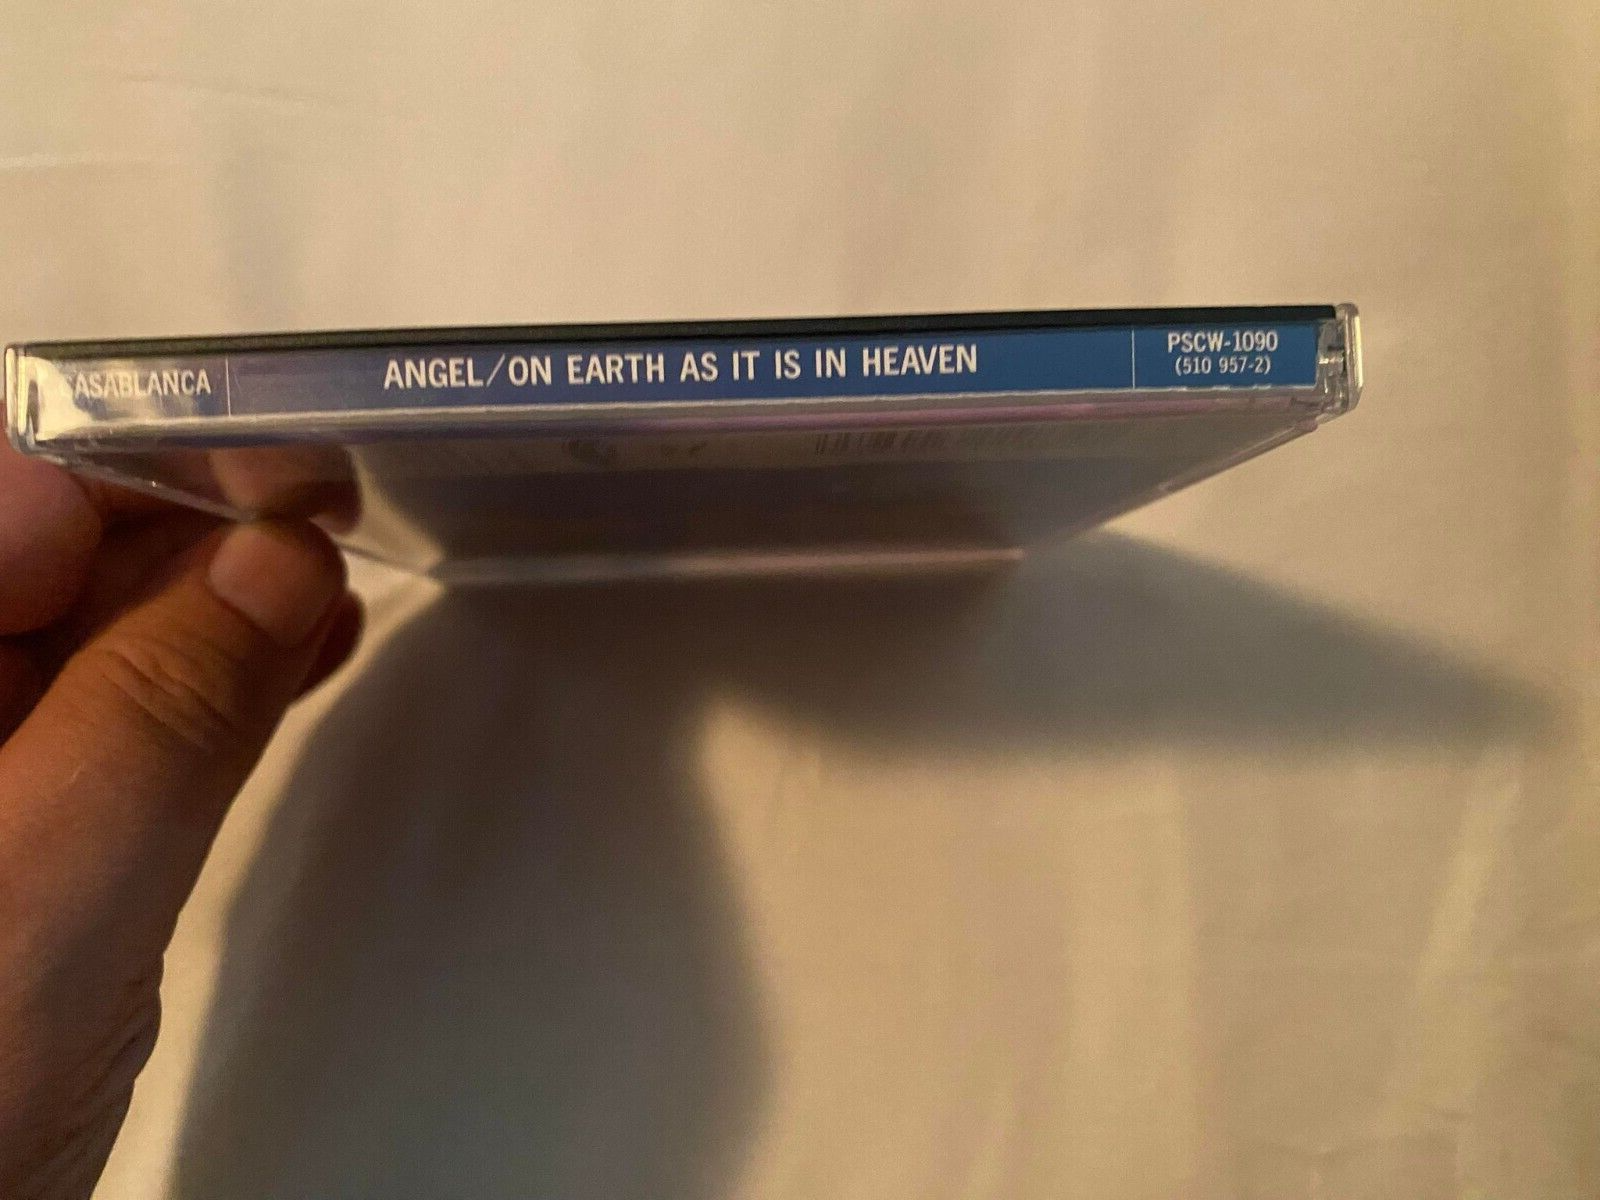 CASABLANCA
ANGEL/ON EARTH AS IT IS IN HEAVEN
PSCW-1090
(510 957-2)